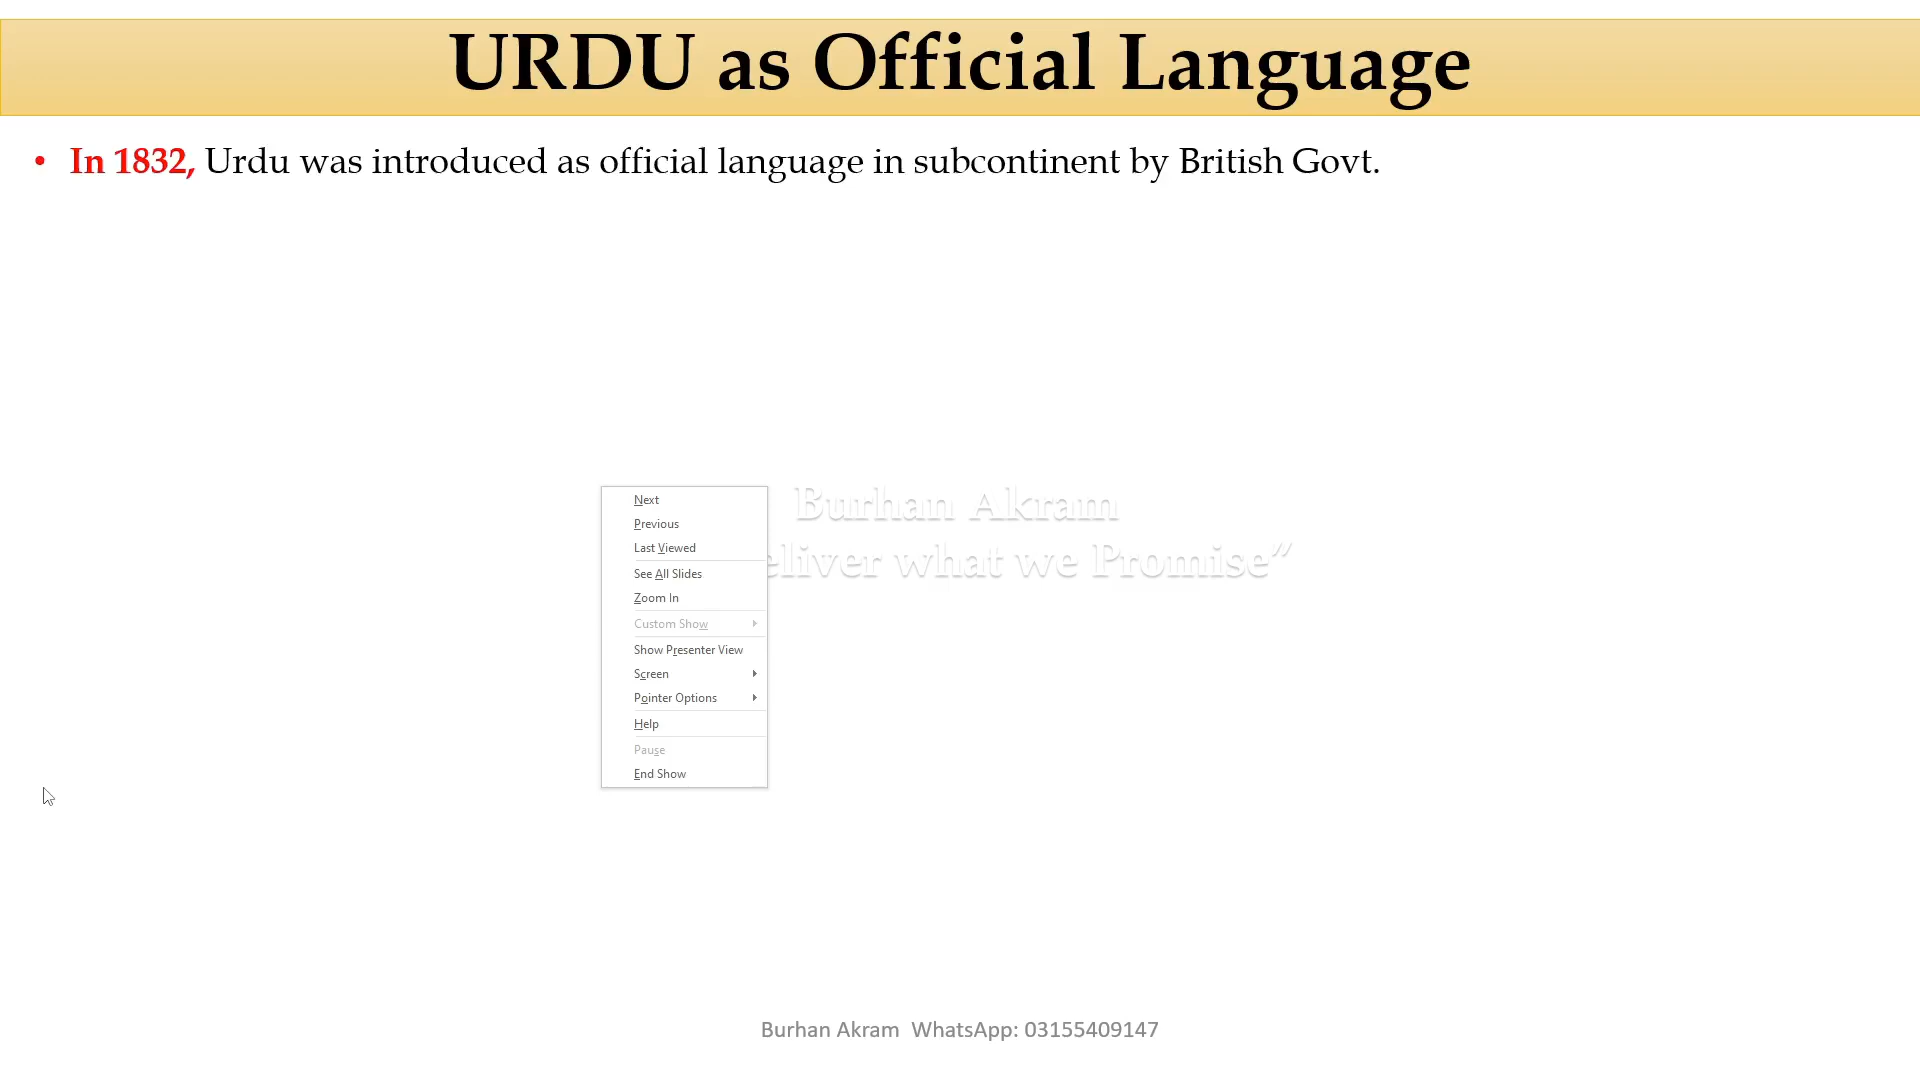 URDU as Official Language
• In 1832, Urdu was introduced as official language in subcontinent by British Govt.
Burhan Akram
what we Promise”
Next
Previous
Last Viewed
See All Slides
Zoom In
Custom Show
Show Presenter View
Screen
Pointer Options
Help
Pause
End Show
Burhan Akram WhatsApp: 03155409147